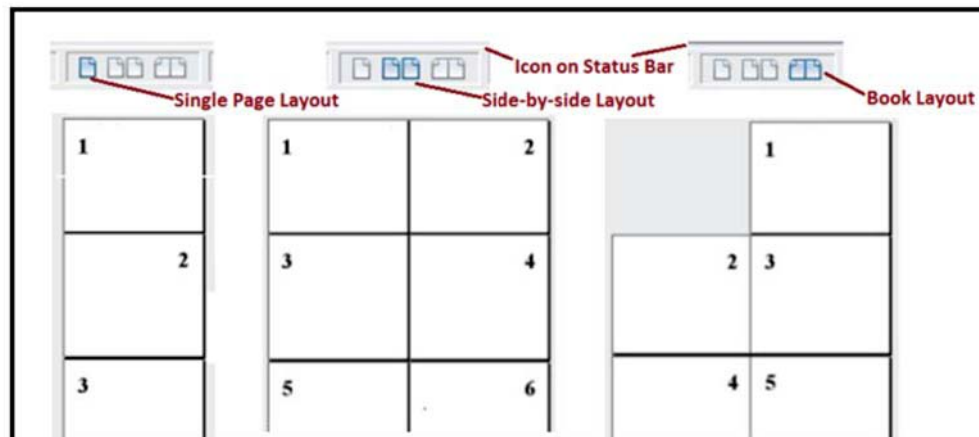 Icon on Status Bar
Single Page Layout
Side-by-side Layout
Book Layout
1
2
3
1 2
3 4
5 6
1
2 3
4 5